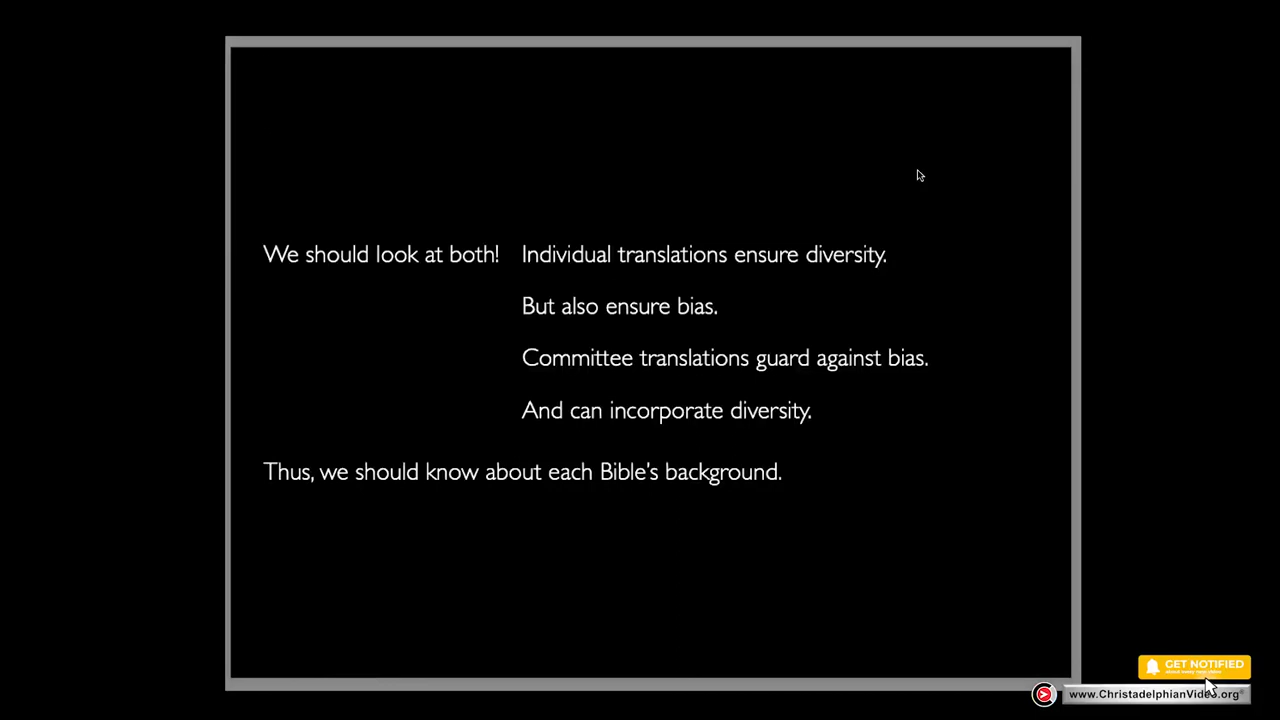 We should look at both! Individual translations ensure diversity.
But also ensure bias.
Committee translations guard against bias.
And can incorporate diversity.
Thus, we should know about each Bible's background.
GET NOTIFIED
www.ChristadelphianVideo.org